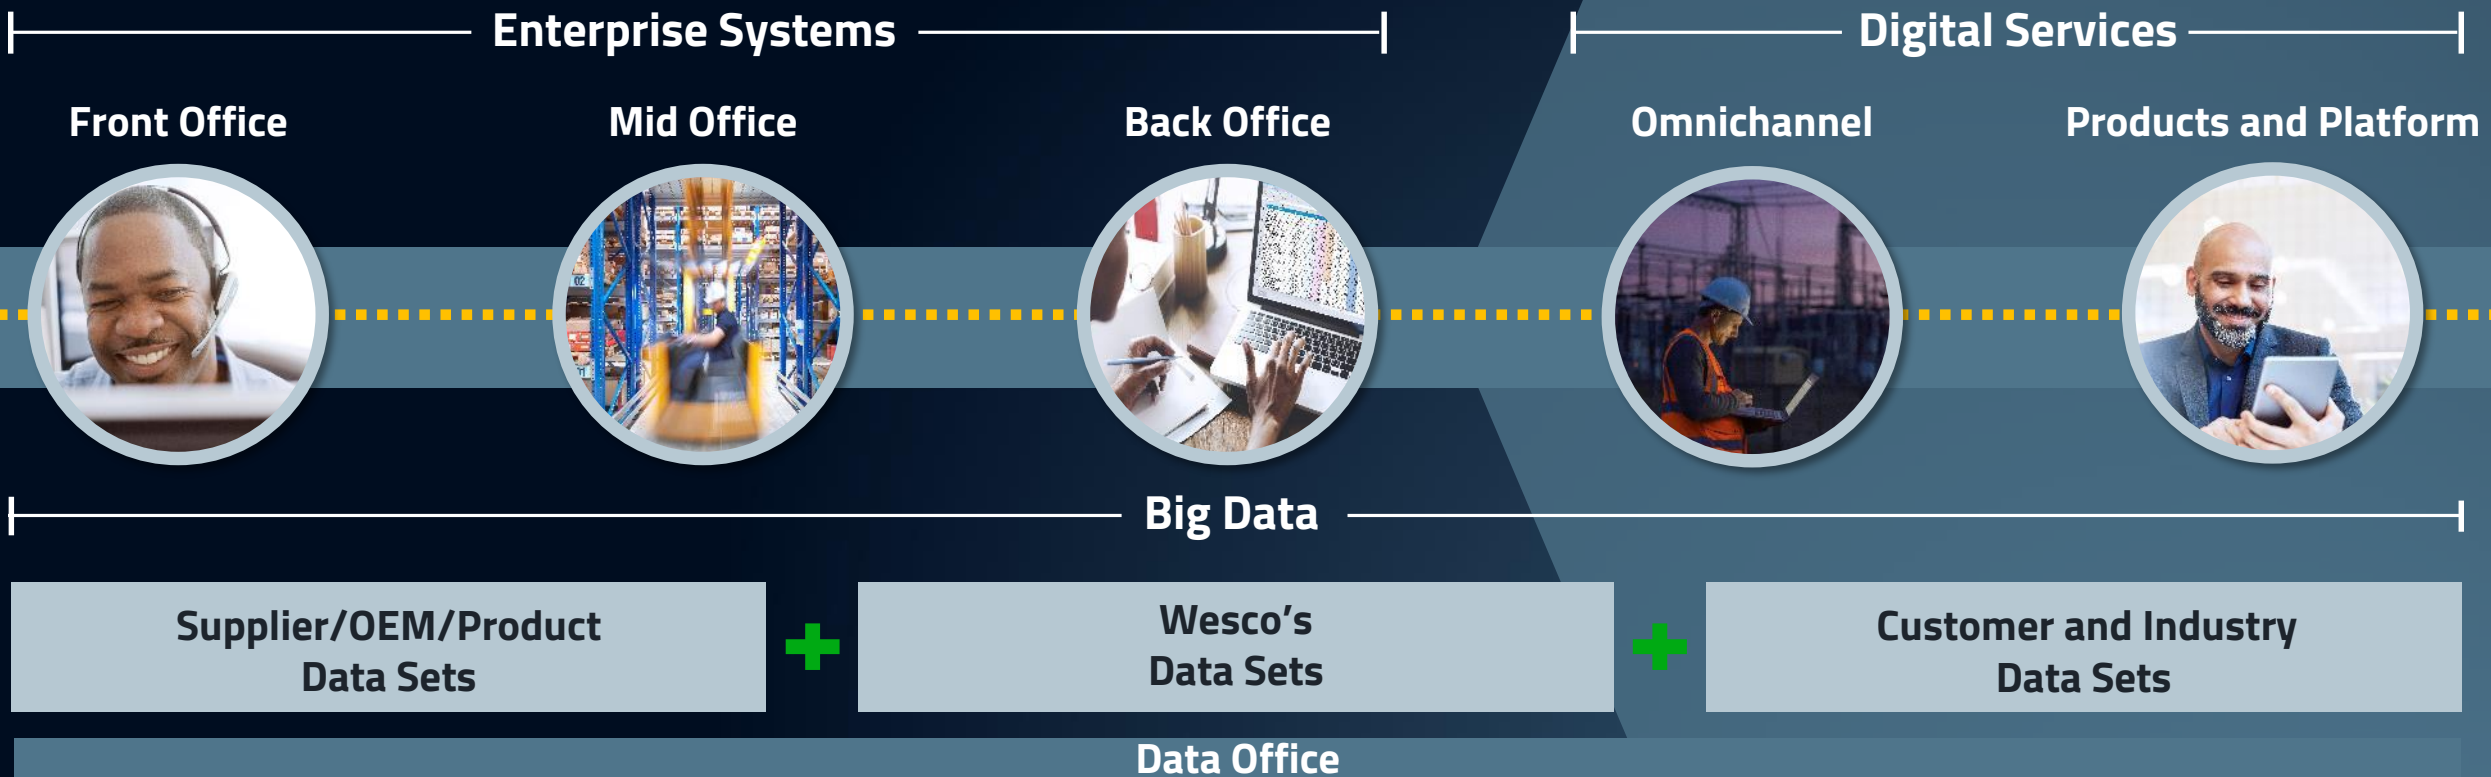 Enterprise Systems
Digital Services
Front Office
Mid Office
Back Office
Omnichannel
Products and Platform
02
Big Data
Supplier/OEM/Product
Data Sets
Wesco's
Data Sets
Customer and Industry
Data Sets
Data Office